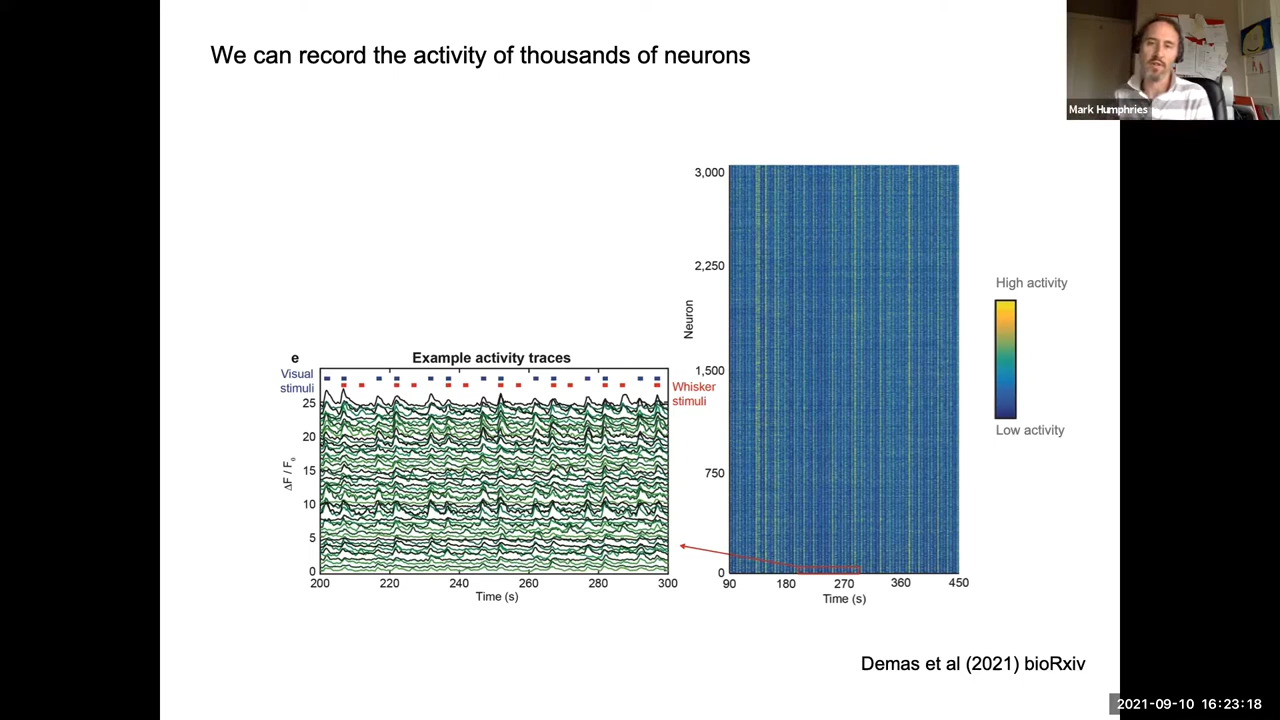 We can record the activity of thousands of neurons
Mark Humphries
e
Example activity traces
Visual
stimuli
Whisker
stimuli
25
20
15
10
5
0
ΔF / F₀
200
220
240
260
280
300
Time (s)
3,000
2,250
1,500
750
0
Neuron
90
180
270
360
450
Time (s)
High activity
Low activity
Demas et al (2021) bioRxiv
2021-09-10 16:23:18